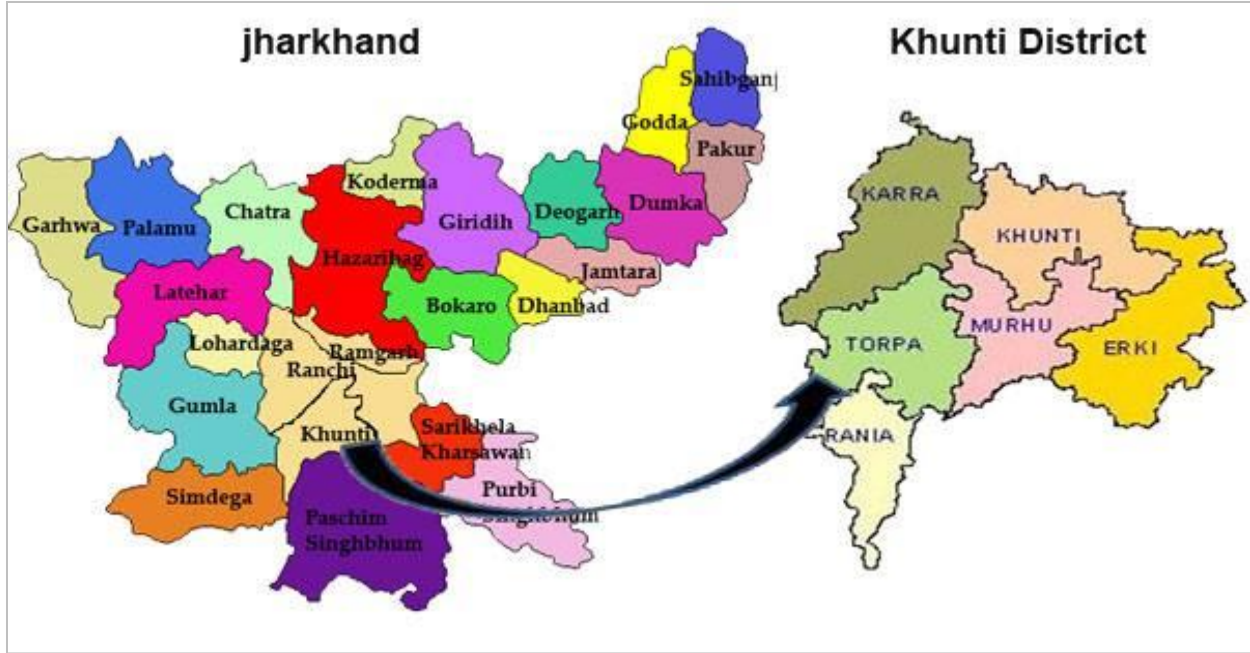 jharkhand
Khunti District
Sahibganj
Godda
Pakur
Koderma
Garhwa
Palamu
Chatra
Giridih
Deogarh
Dumka
Hazaribag
Jamtara
Latehar
Bokaro
Dhanbad
Lohardaga
Ramgarh
Ranchi
Gumla
Khunti
Sarikhela
Kharsawan
Simdega
Purbi
Singhbhum
Paschim
Singhbhum
KARRA
KHUNTI
TORPA
MURHU
ERKI
RANIA